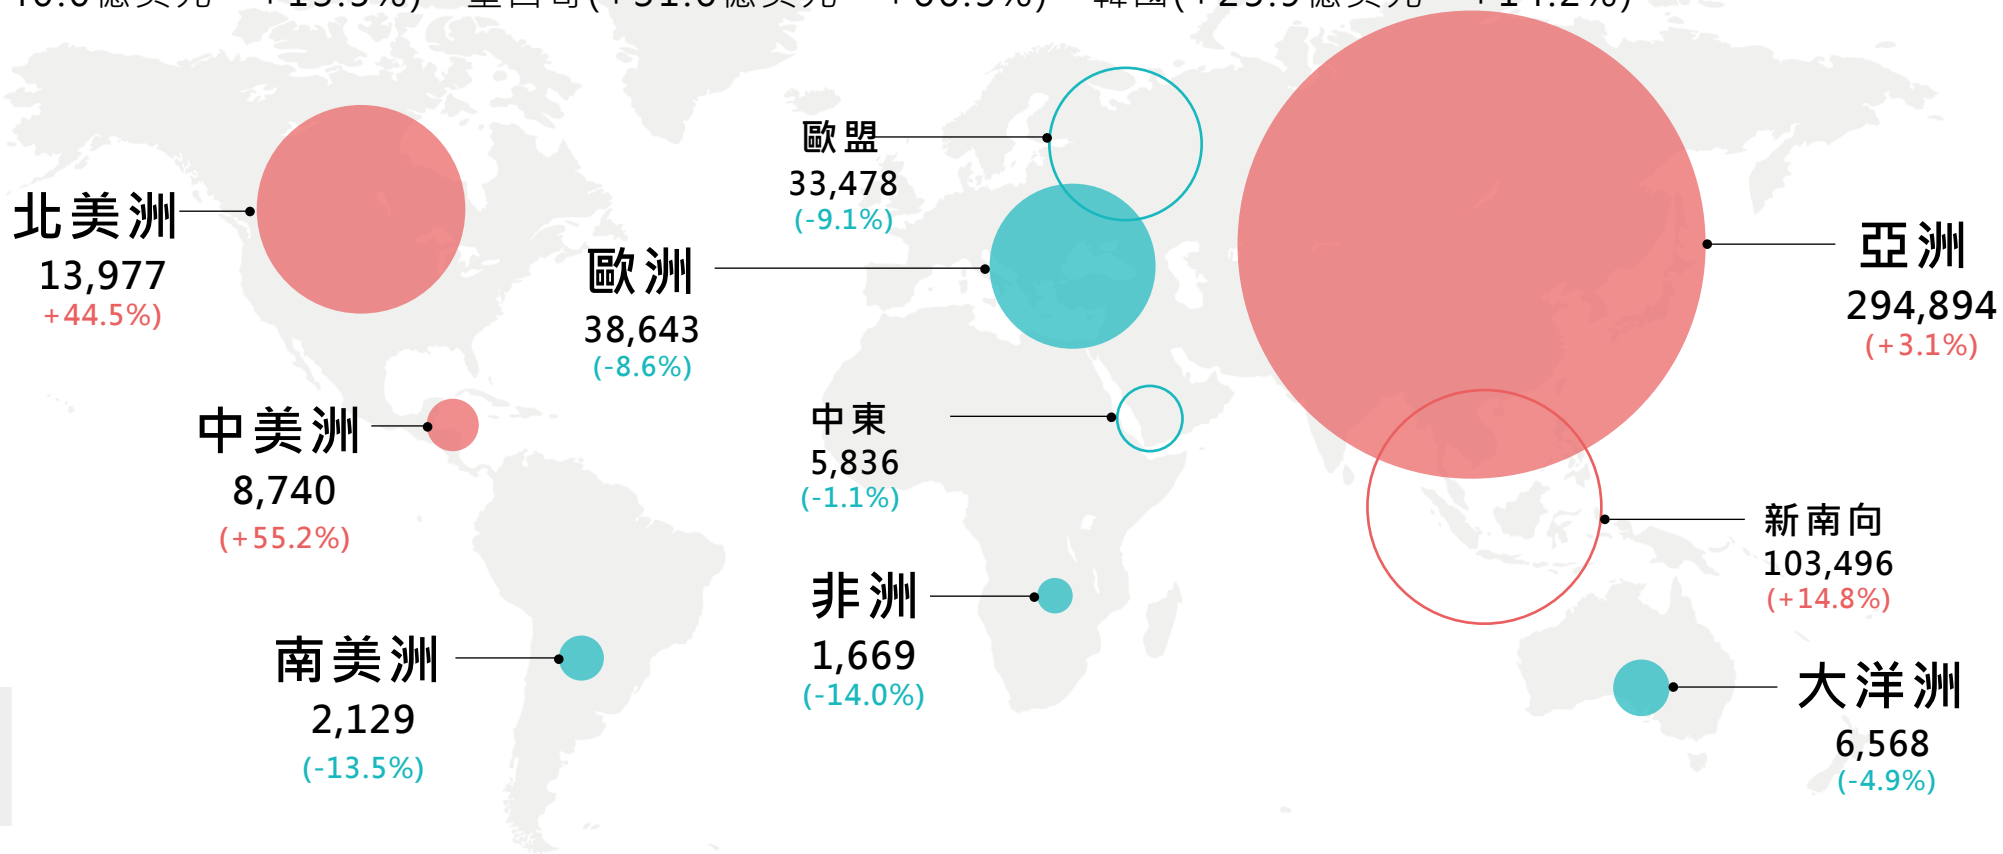 北美洲
13,977
+44.5%)
中美洲
8,740
(+55.2%)
南美洲
2,129
(-13.5%)
歐盟
33,478
(-9.1%)
歐洲
38,643
(-8.6%)
中東
5,836
(-1.1%)
非洲
1,669
(-14.0%)
亞洲
294,894
(+3.1%)
新南向
103,496
(+14.8%)
大洋洲
6,568
(-4.9%)